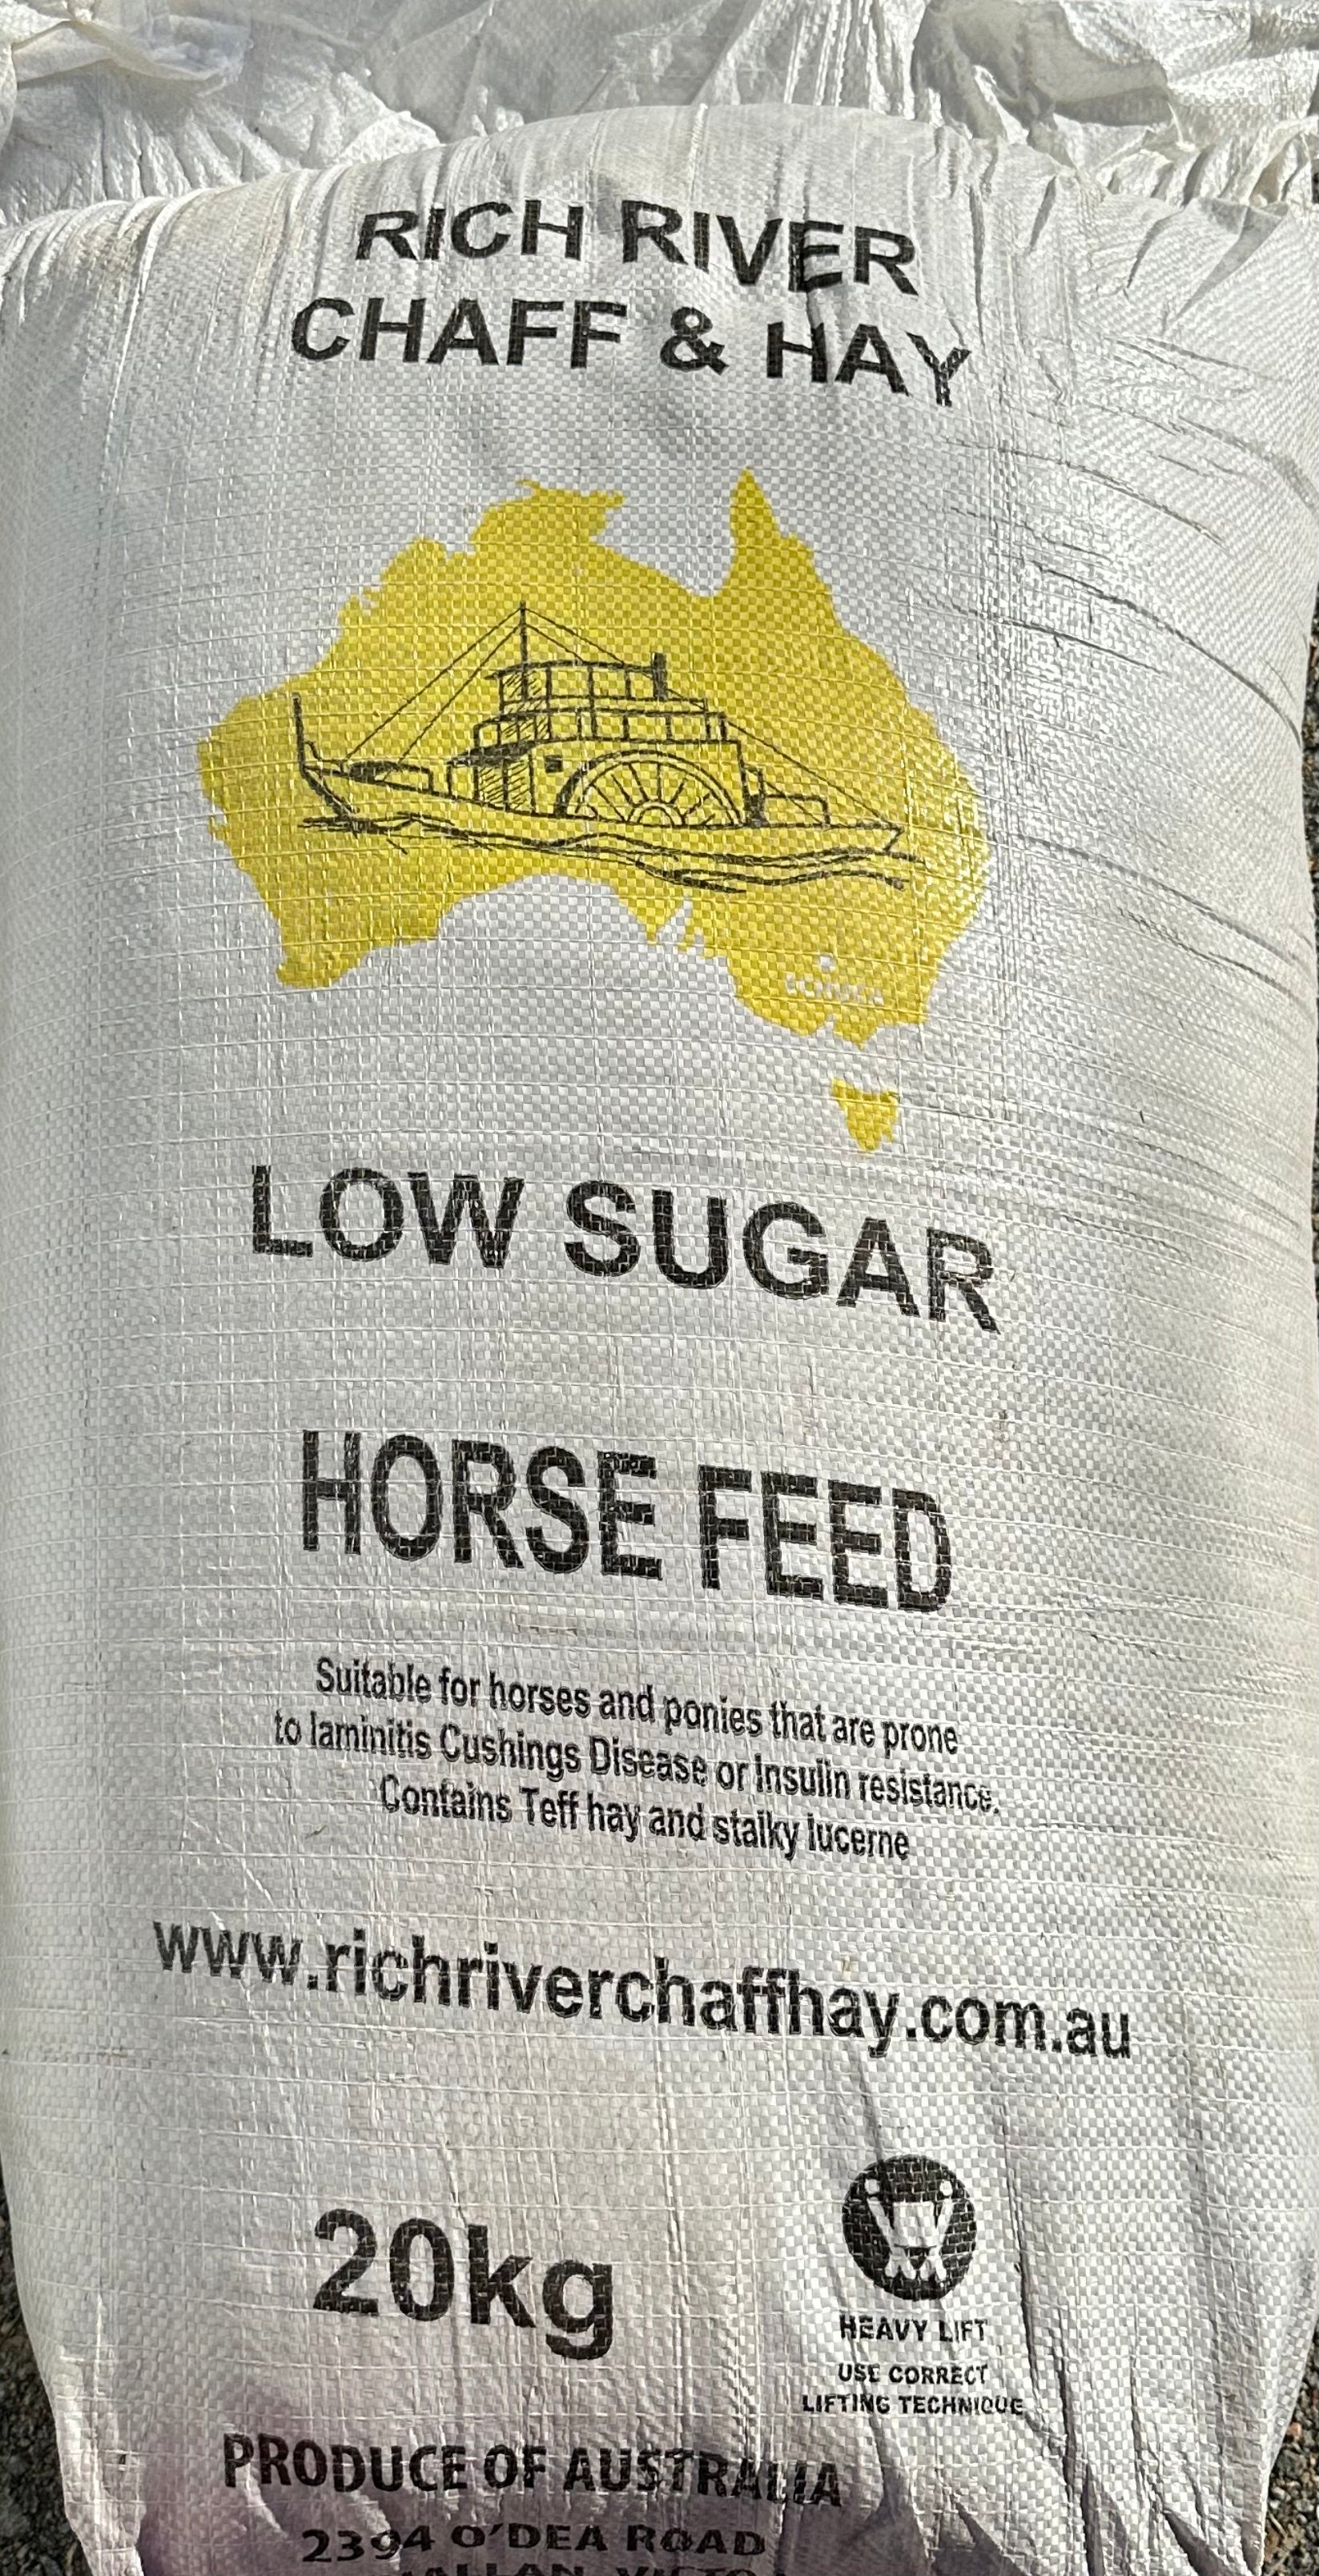 RICH RIVER
CHAFF & HAY
LOW SUGAR
HORSE FEED
Suitable for horses and ponies that are prone
to laminitis Cushings Disease or Insulin resistance.
Contains Teff hay and stalky lucerne
www.richriverchaffhay.com.au
20kg
HEAVY LIFT
USE CORRECT
LIFTING TECHNIQUE
PRODUCE OF AUSTRALIA
2394 O'DEA ROAD